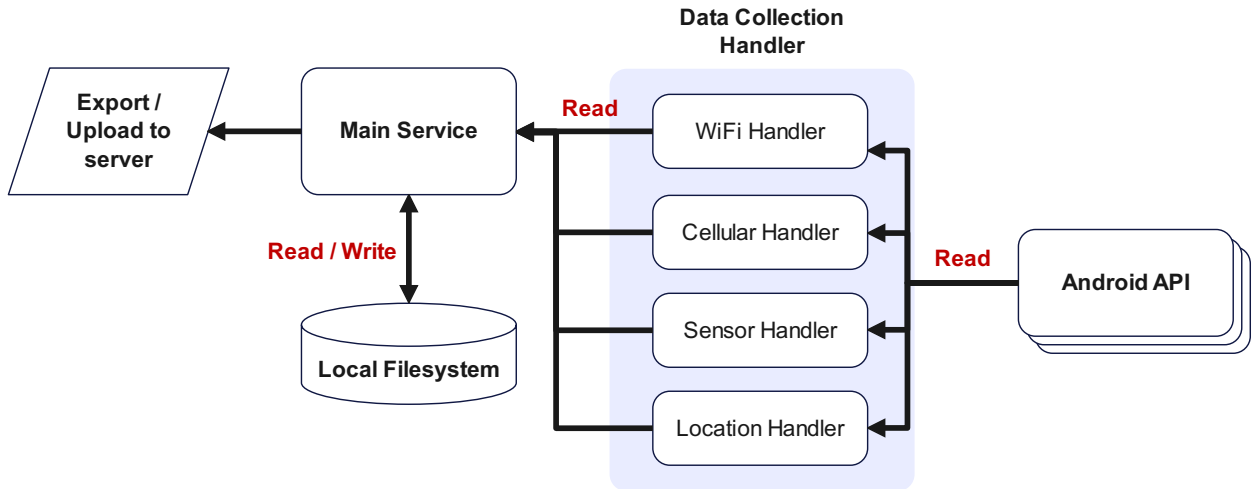 Data Collection
Handler
Export /
Upload to
server
Main Service
Read
WiFi Handler
Cellular Handler
Read / Write
Read
Android API
Sensor Handler
Local Filesystem
Location Handler